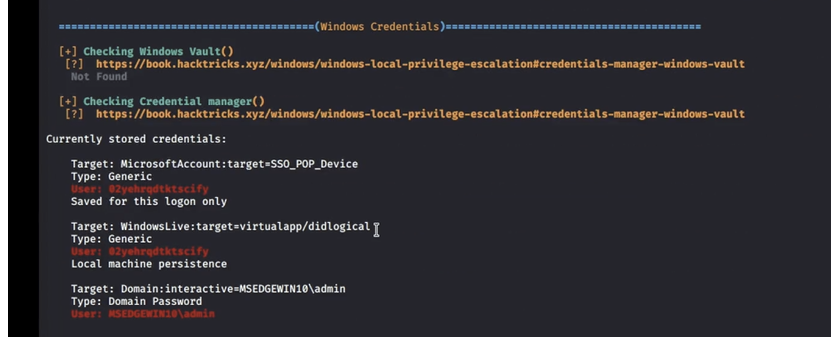 ========================================(Windows Credentials)========================================
[+] Checking Windows Vault()
[?] https://book.hacktricks.xyz/windows/windows-local-privilege-escalation#credentials-manager-windows-vault
Not Found
[+] Checking Credential manager()
[?] https://book.hacktricks.xyz/windows/windows-local-privilege-escalation#credentials-manager-windows-vault
Currently stored credentials:
Target: MicrosoftAccount:target=SSO_POP_Device
Type: Generic
User: 02yehrqdtktscify
Saved for this logon only
Target: WindowsLive:target=virtualapp/didlogical
Type: Generic
User: 02yehrqdtktscify
Local machine persistence
Target: Domain:interactive=MSEDGEWIN10\admin
Type: Domain Password
User: MSEDGEWIN10\admin